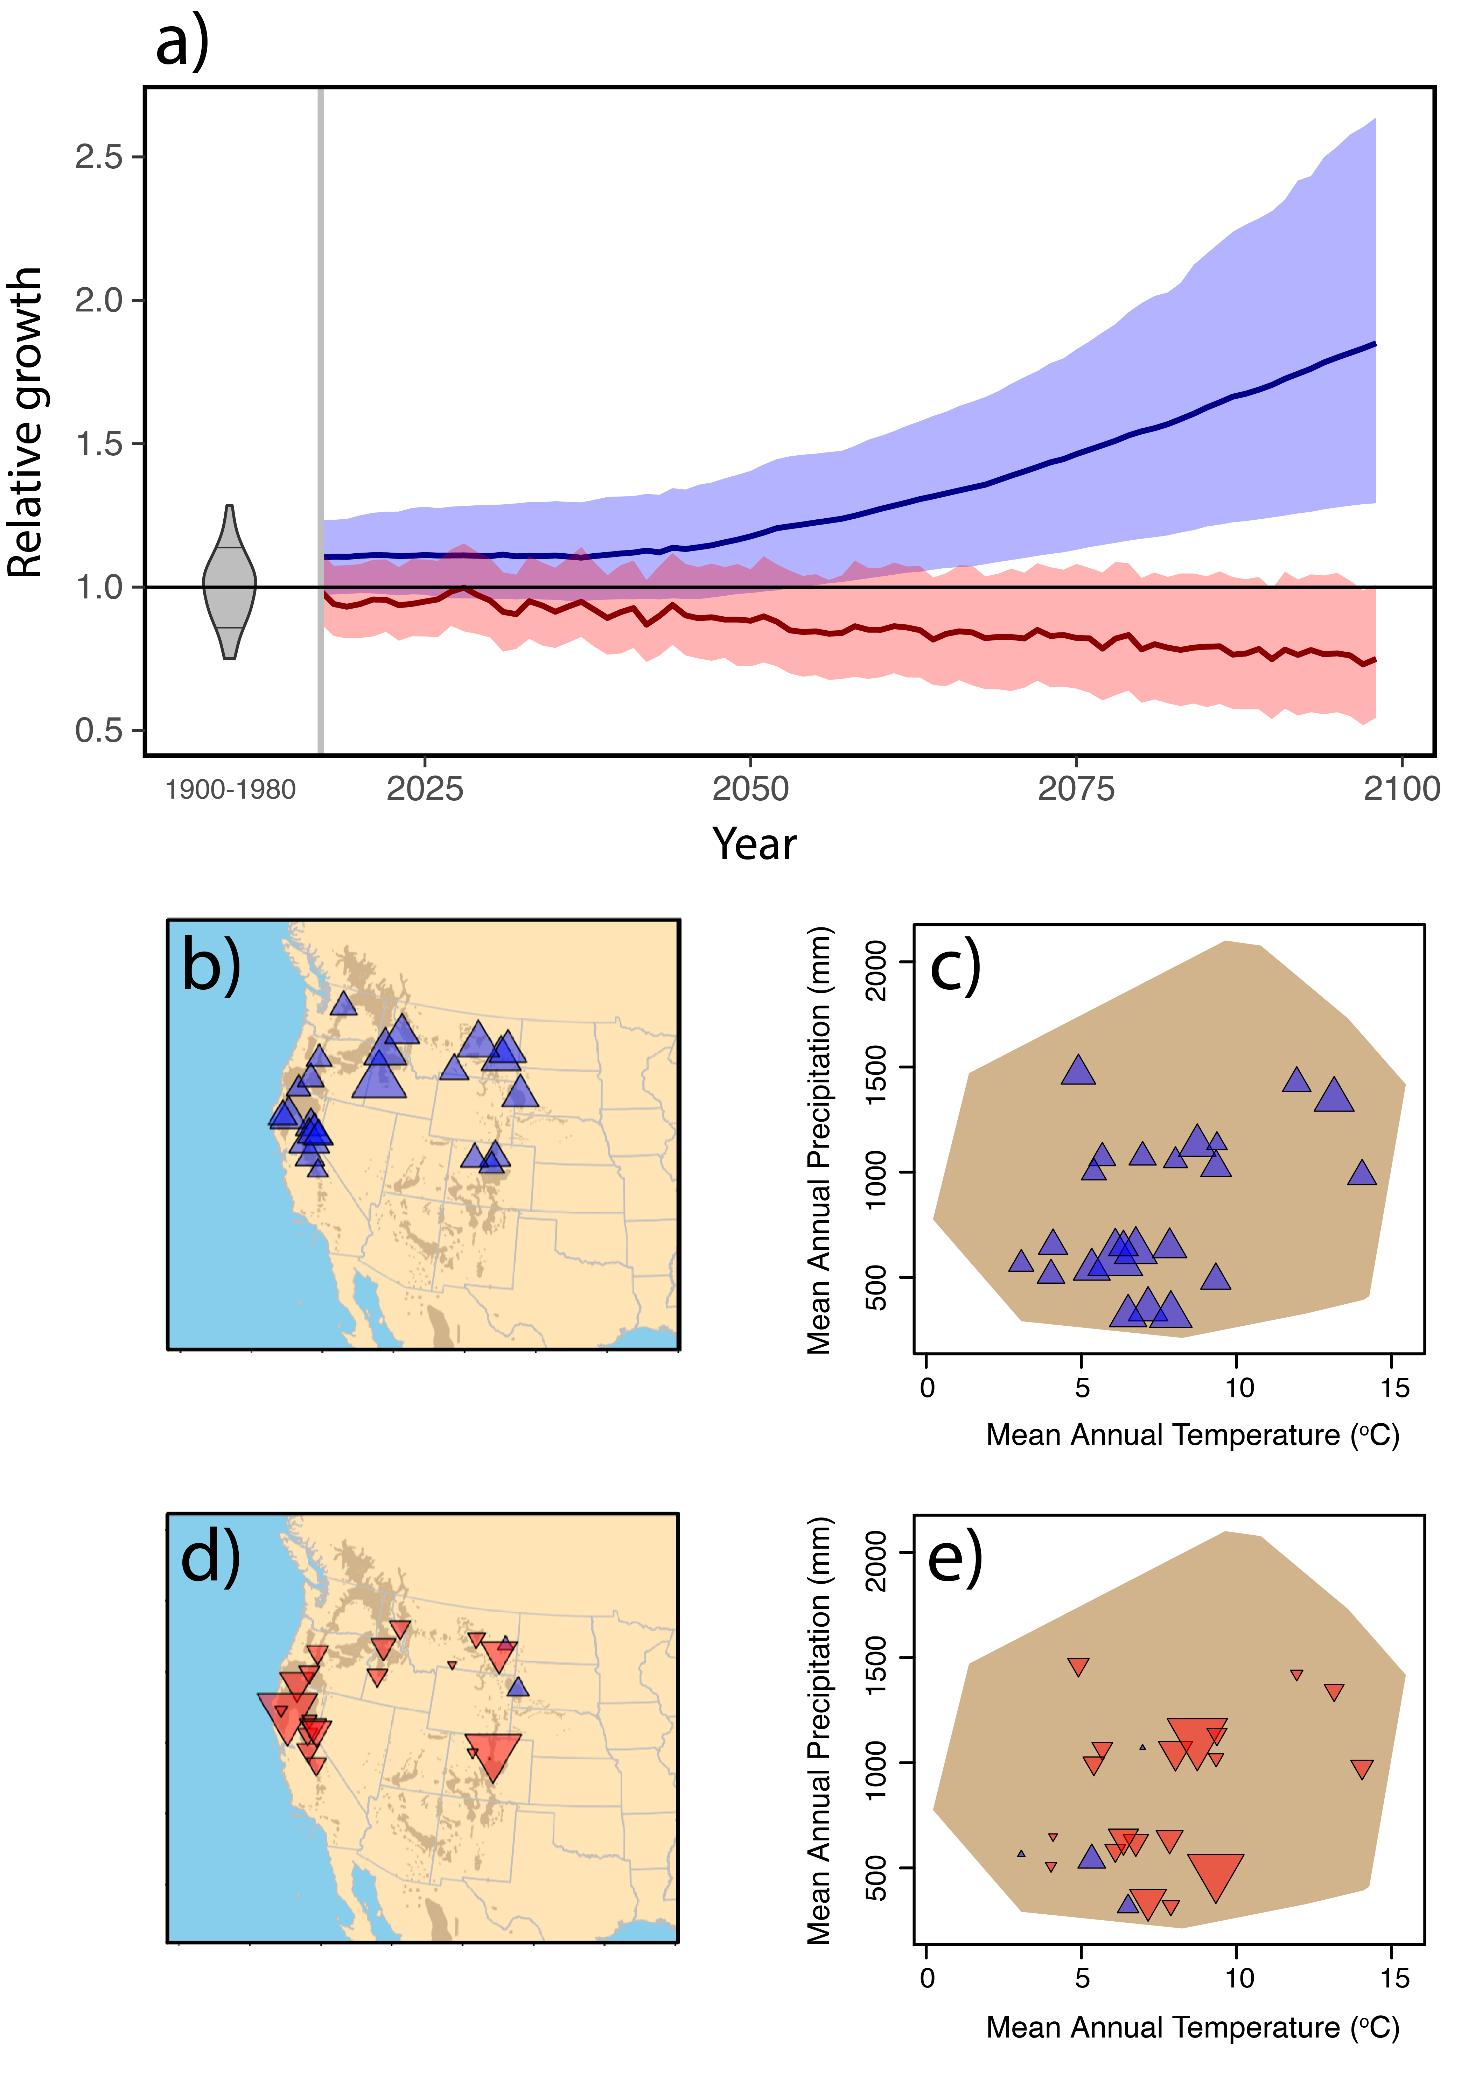 a)
Relative growth
2.5
2.0
1.5
1.0
0.5
1900-1980
2025
2050
2075
2100
Year
b)
c)
Mean Annual Precipitation (mm)
2000
1500
1000
500
0
5
10
15
Mean Annual Temperature (°C)
d)
e)
Mean Annual Precipitation (mm)
2000
1500
1000
500
0
5
10
15
Mean Annual Temperature (°C)